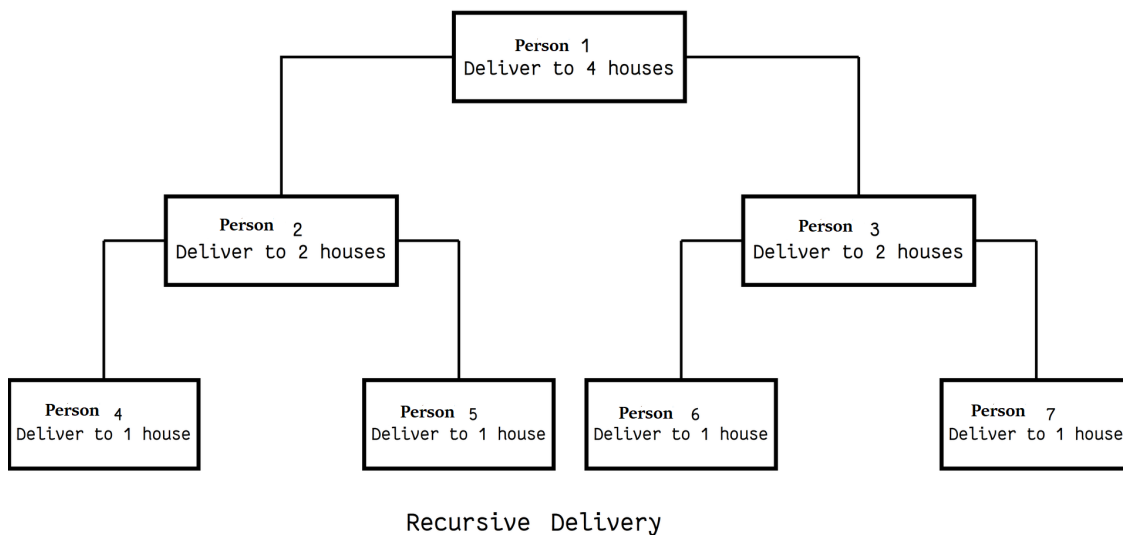 Person 1
Deliver to 4 houses
Person 2
Deliver to 2 houses
Person 3
Deliver to 2 houses
Person 4
Deliver to 1 house
Person 5
Deliver to 1 house
Person 6
Deliver to 1 house
Person 7
Deliver to 1 house
Recursive Delivery